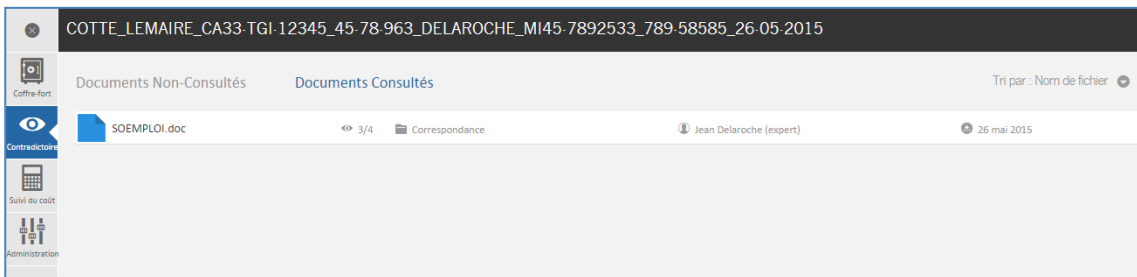 COTTE_LEMAIRE_CA33-TGI-12345_45-78-963_DELAROCHE_MI45-7892533_789-58585_26-05-2015
Coffre-fort
Documents Non-Consultés Documents Consultés Tri par : Nom de fichier
SOEMPLOI.doc 3/4 Correspondance Jean Delaroche (expert) 26 mai 2015
Contradictoire
Suivi du coût
Administration